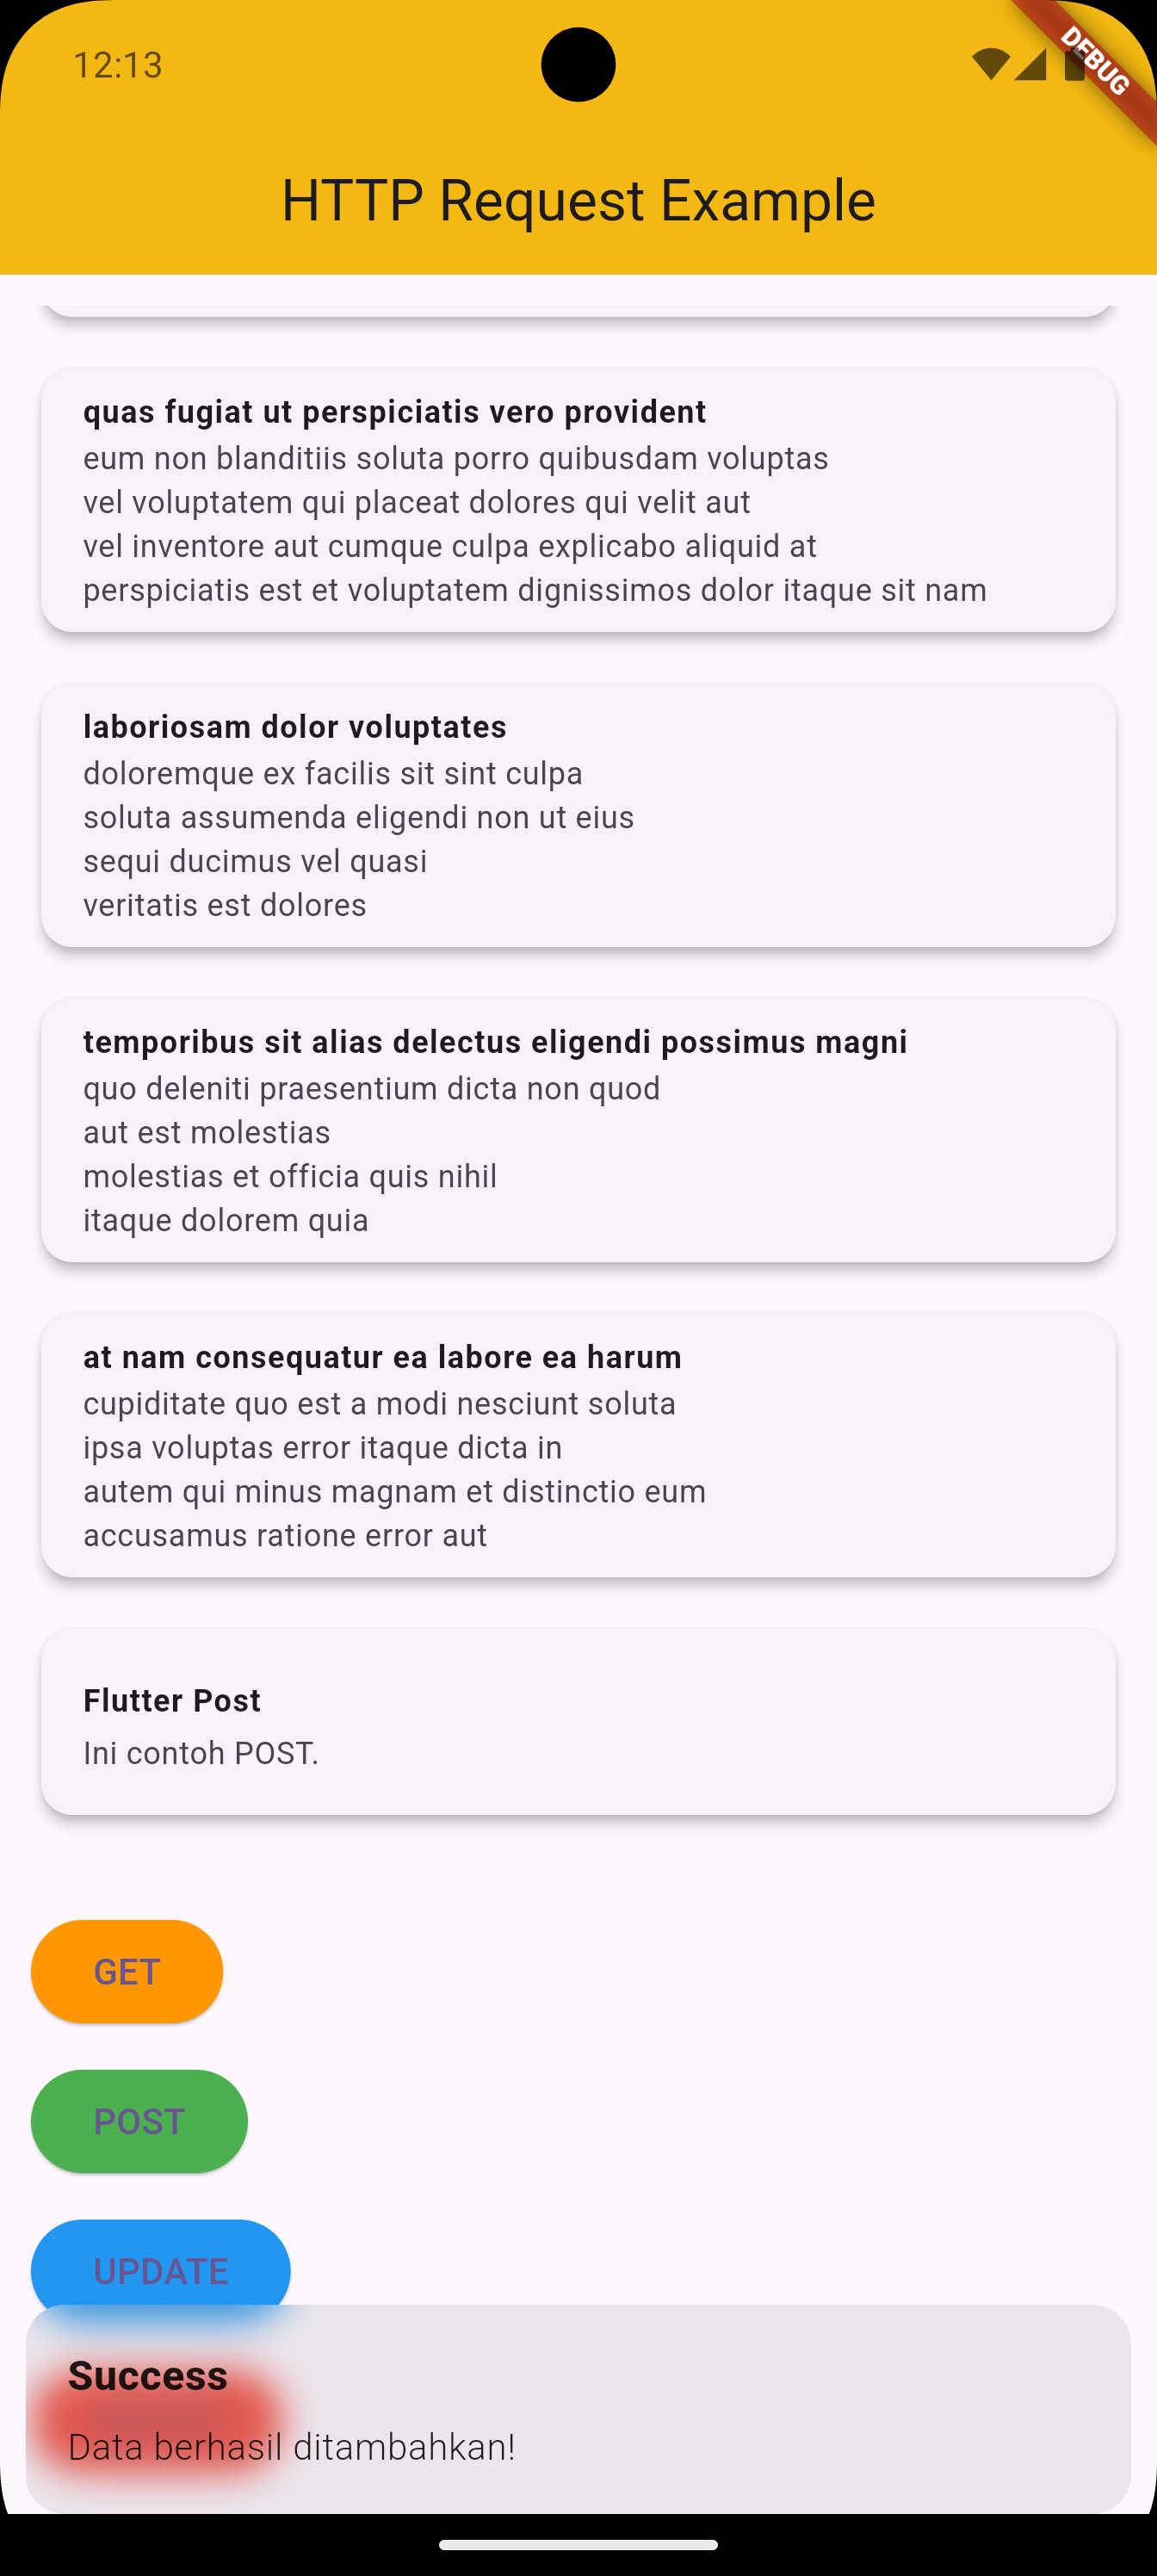 12:13
DEBUG
HTTP Request Example
quas fugiat ut perspiciatis vero provident
eum non blanditiis soluta porro quibusdam voluptas
vel voluptatem qui placeat dolores qui velit aut
vel inventore aut cumque culpa explicabo aliquid at
perspiciatis est et voluptatem dignissimos dolor itaque sit nam
laboriosam dolor voluptates
doloremque ex facilis sit sint culpa
soluta assumenda eligendi non ut eius
sequi ducimus vel quasi
veritatis est dolores
temporibus sit alias delectus eligendi possimus magni
quo deleniti praesentium dicta non quod
aut est molestias
molestias et officia quis nihil
itaque dolorem quia
at nam consequatur ea labore ea harum
cupiditate quo est a modi nesciunt soluta
ipsa voluptas error itaque dicta in
autem qui minus magnam et distinctio eum
accusamus ratione error aut
Flutter Post
Ini contoh POST.
GET
POST
UPDATE
Success
Data berhasil ditambahkan!